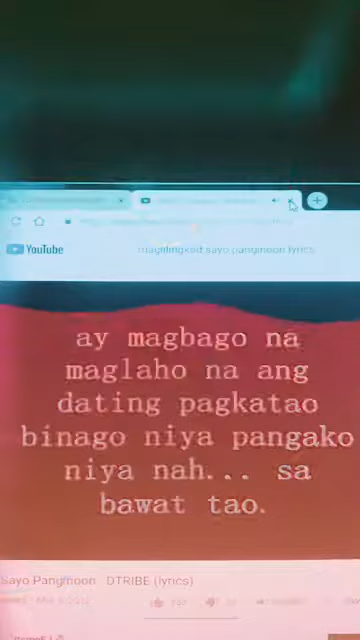 YouTube
maglilingkod sayo panginoon lyrics
ay magbago na
maglaho na ang
dating pagkatao
binago niya pangako
niya nah... sa
bawat tao.
Sayo Panginoon DTRIBE (lyrics)